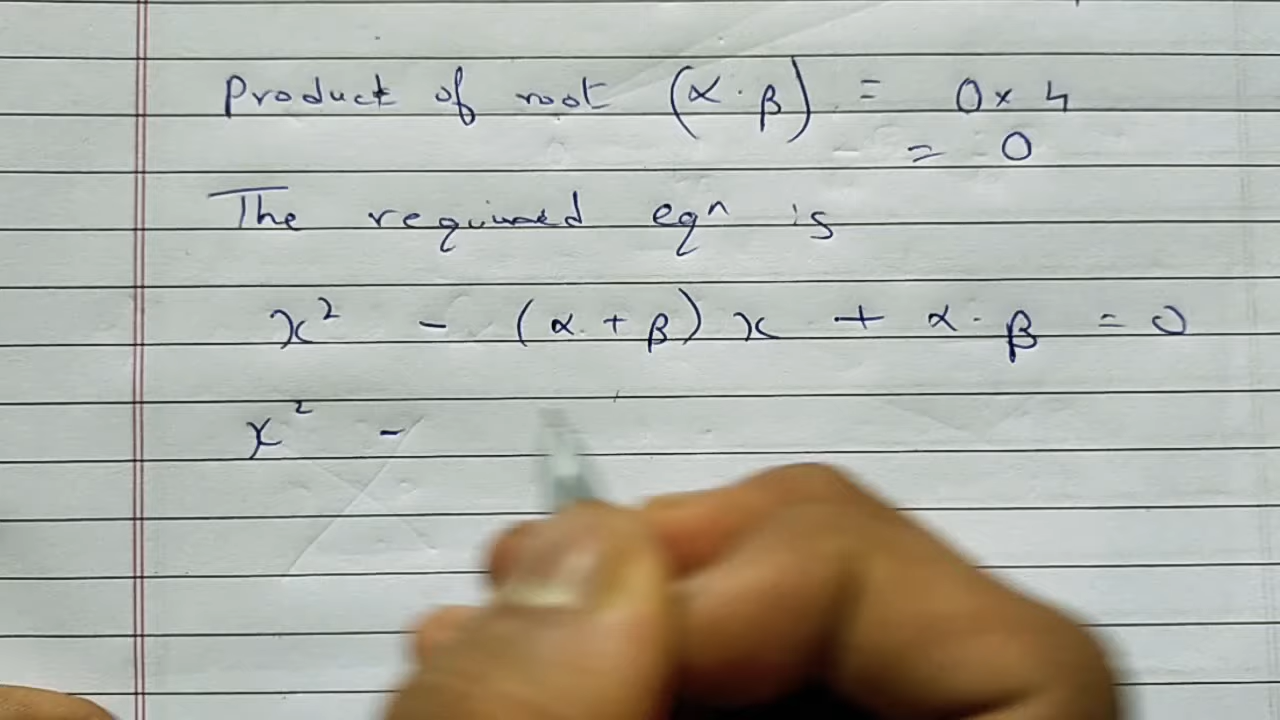 Product of root (α · β) = 0 × 4
= 0
The required eqn is
x² - (α + β) x + α · β = 0
x² -